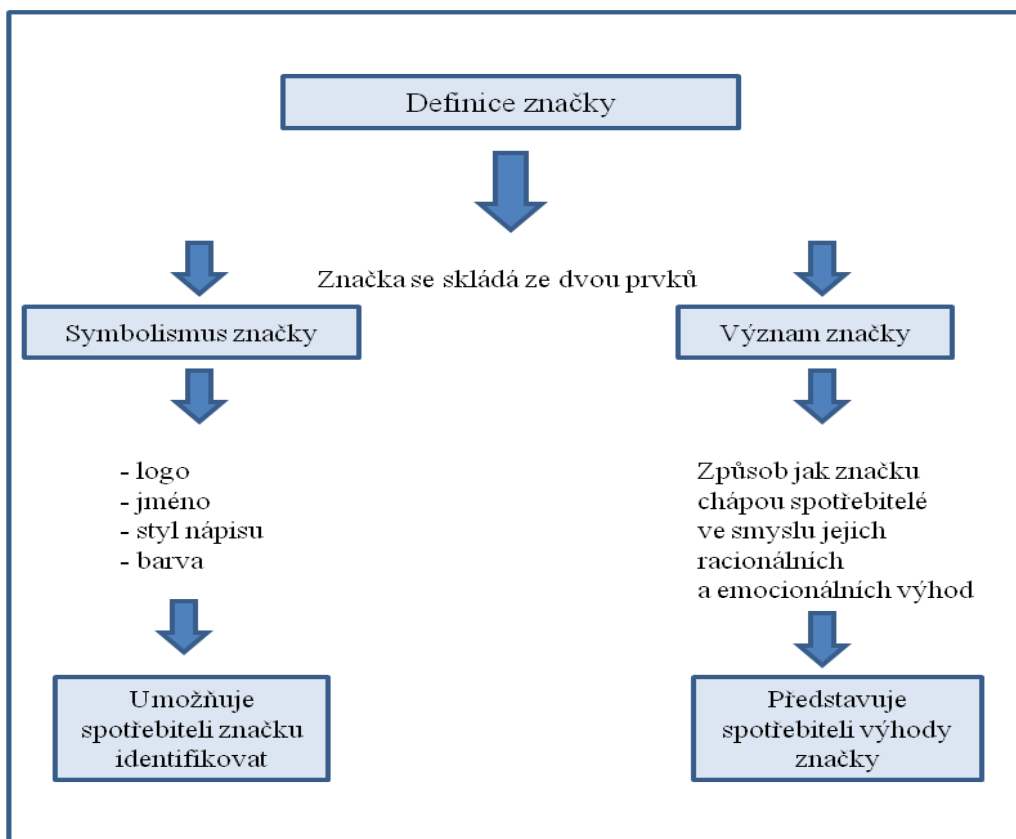 Definice značky
Značka se skládá ze dvou prvků
Symbolismus značky
Význam značky
- logo
- jméno
- styl nápisu
- barva
Způsob jak značku
chápou spotřebitelé
ve smyslu jejich
racionálních
a emocionálních výhod
Umožňuje
spotřebiteli značku
identifikovat
Představuje
spotřebiteli výhody
značky